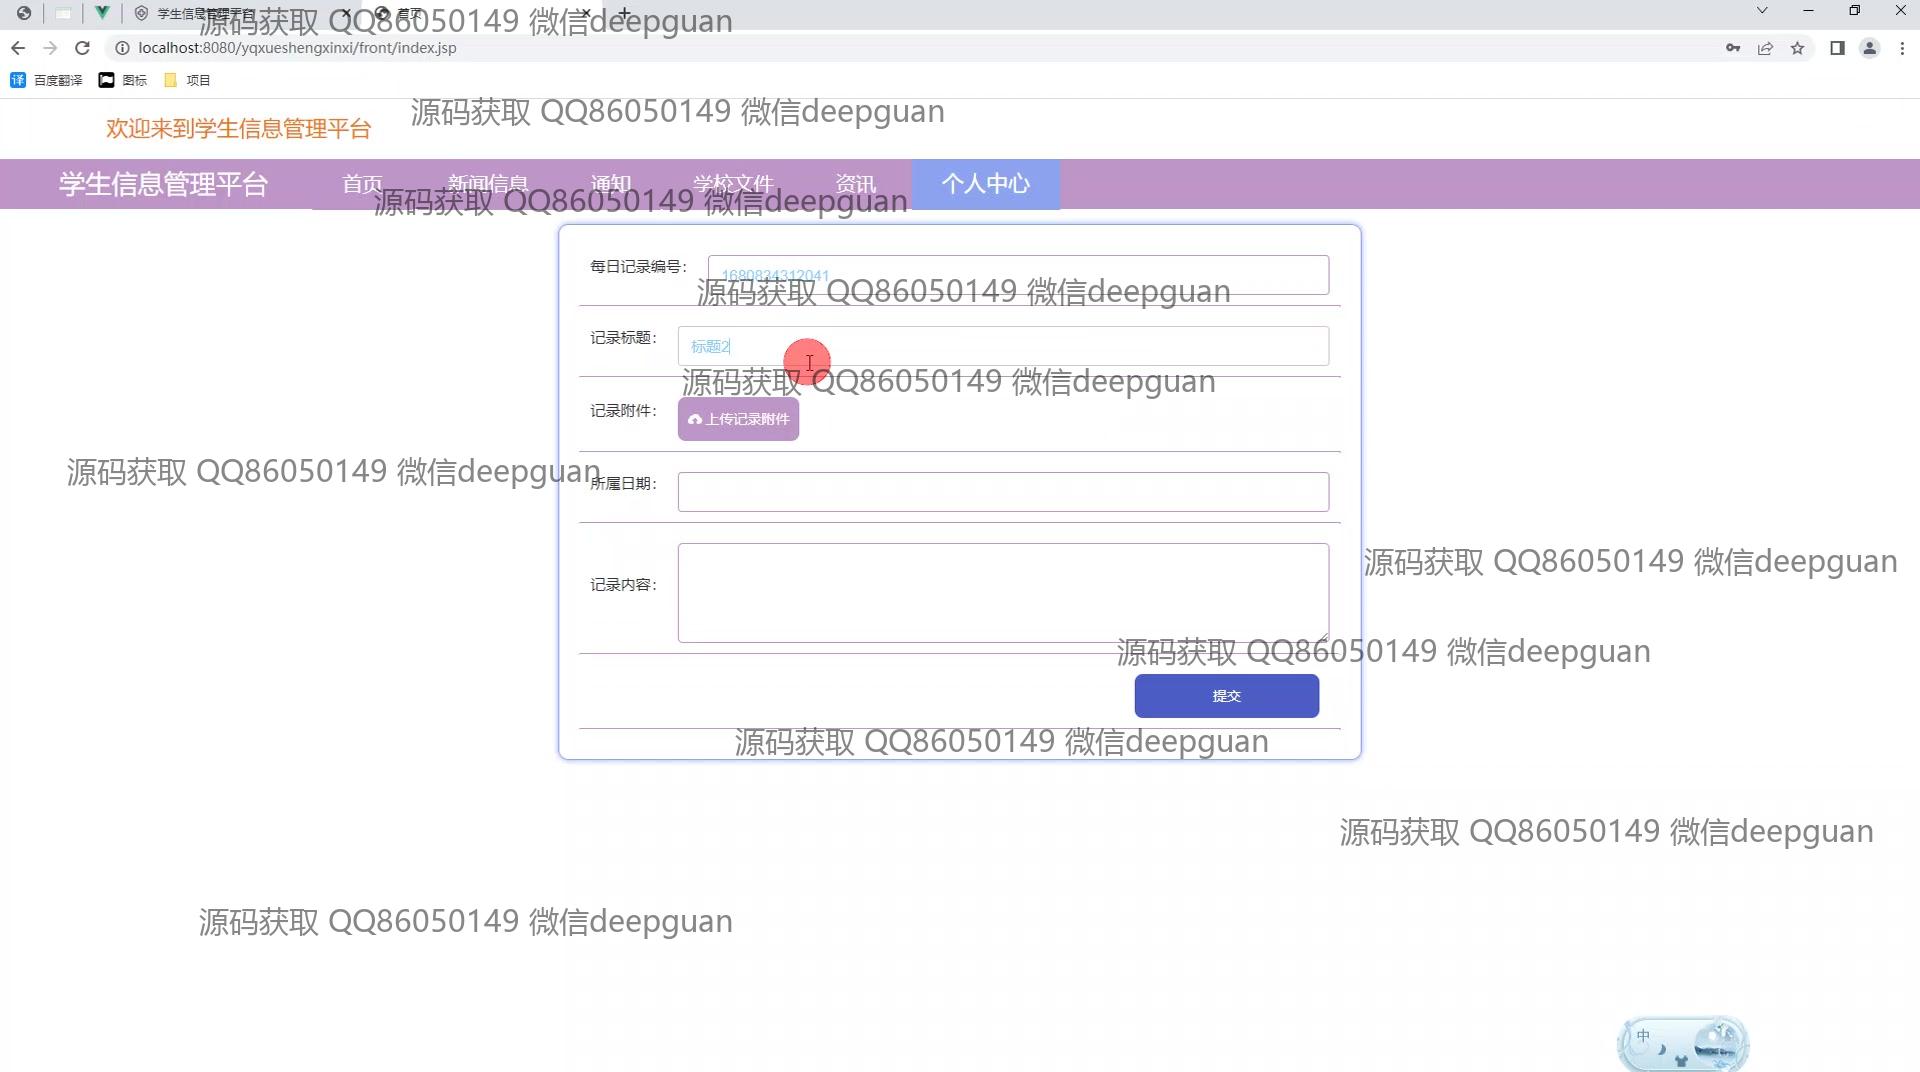 学生信息管理平台
首页
源码获取 QQ86050149 微信deepguan
localhost:8080/yqxueshengxinxi/front/index.jsp
百度翻译
图标
项目
源码获取 QQ86050149 微信deepguan
欢迎来到学生信息管理平台
学生信息管理平台 首页 新闻信息 通知 学校文件 资讯 个人中心
源码获取 QQ86050149 微信deepguan
每日记录编号： 1680834312041
源码获取 QQ86050149 微信deepguan
记录标题： 标题2
源码获取 QQ86050149 微信deepguan
记录附件： 上传记录附件
源码获取 QQ86050149 微信deepguan
所属日期：
源码获取 QQ86050149 微信deepguan
记录内容：
源码获取 QQ86050149 微信deepguan
提交
源码获取 QQ86050149 微信deepguan
源码获取 QQ86050149 微信deepguan
源码获取 QQ86050149 微信deepguan
中